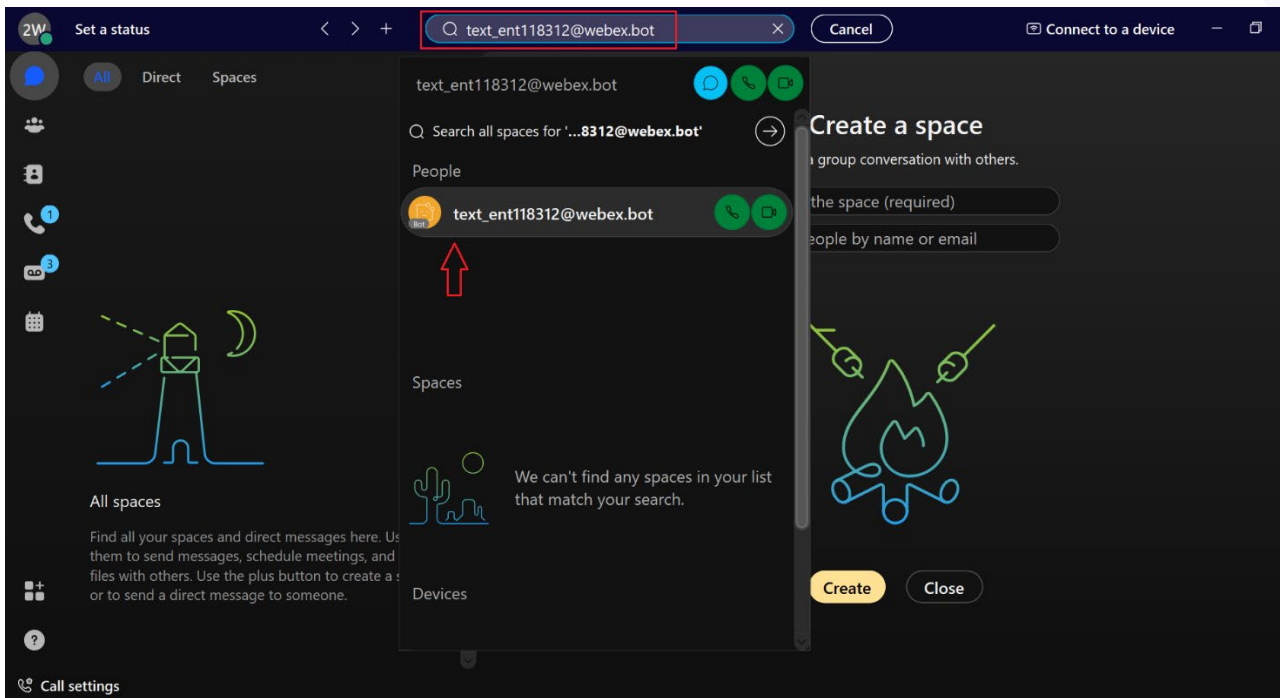 2W Set a status text_ent118312@webex.bot Cancel Connect to a device
All Direct Spaces
text_ent118312@webex.bot
Search all spaces for '...8312@webex.bot'
People
Bot text_ent118312@webex.bot
1
3
Spaces
We can't find any spaces in your list
that match your search.
Devices
Create a space
group conversation with others.
the space (required)
eople by name or email
All spaces
Find all your spaces and direct messages here. Us
them to send messages, schedule meetings, and
files with others. Use the plus button to create a s
or to send a direct message to someone.
Create Close
Call settings